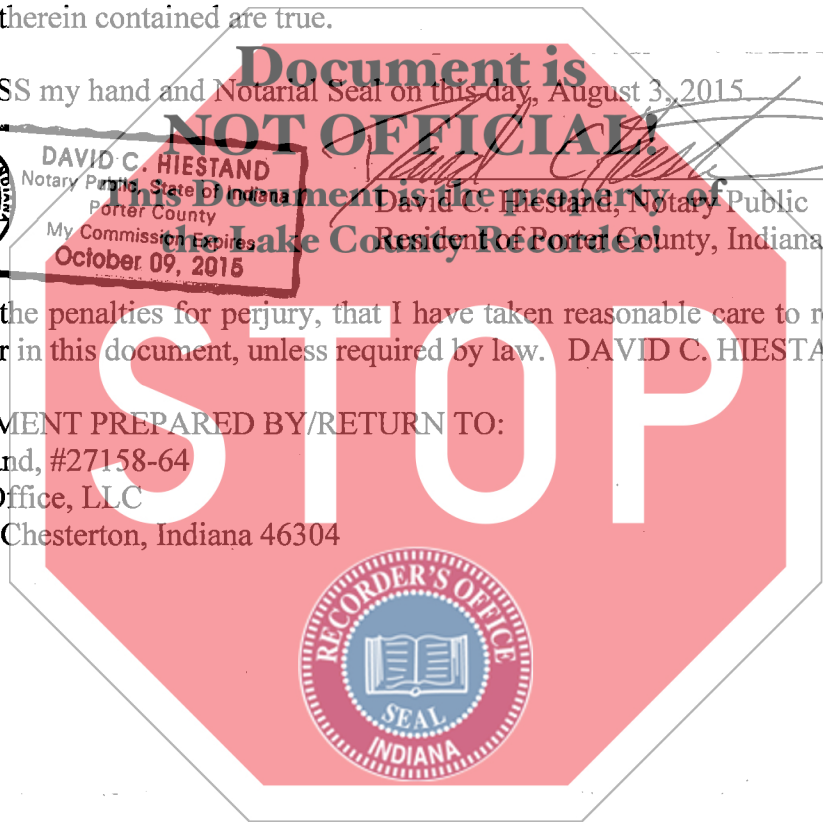 therein contained are true.
Document is
SS my hand and Notarial Seal on this day, August 3, 2015
NOT OFFICIAL!
DAVID C. HIESTAND
Notary Public, State of Indiana
Porter County
My Commission Expires
October 09, 2015
INDIANA
This Document is the property of
David C. Hiestand, Notary Public
the Lake County Recorder!
Resident of Porter County, Indiana
the penalties for perjury, that I have taken reasonable care to r
r in this document, unless required by law. DAVID C. HIESTA
STOP
MENT PREPARED BY/RETURN TO:
nd, #27158-64
Office, LLC
Chesterton, Indiana 46304
RECORDER'S OFFICE
SEAL
INDIANA